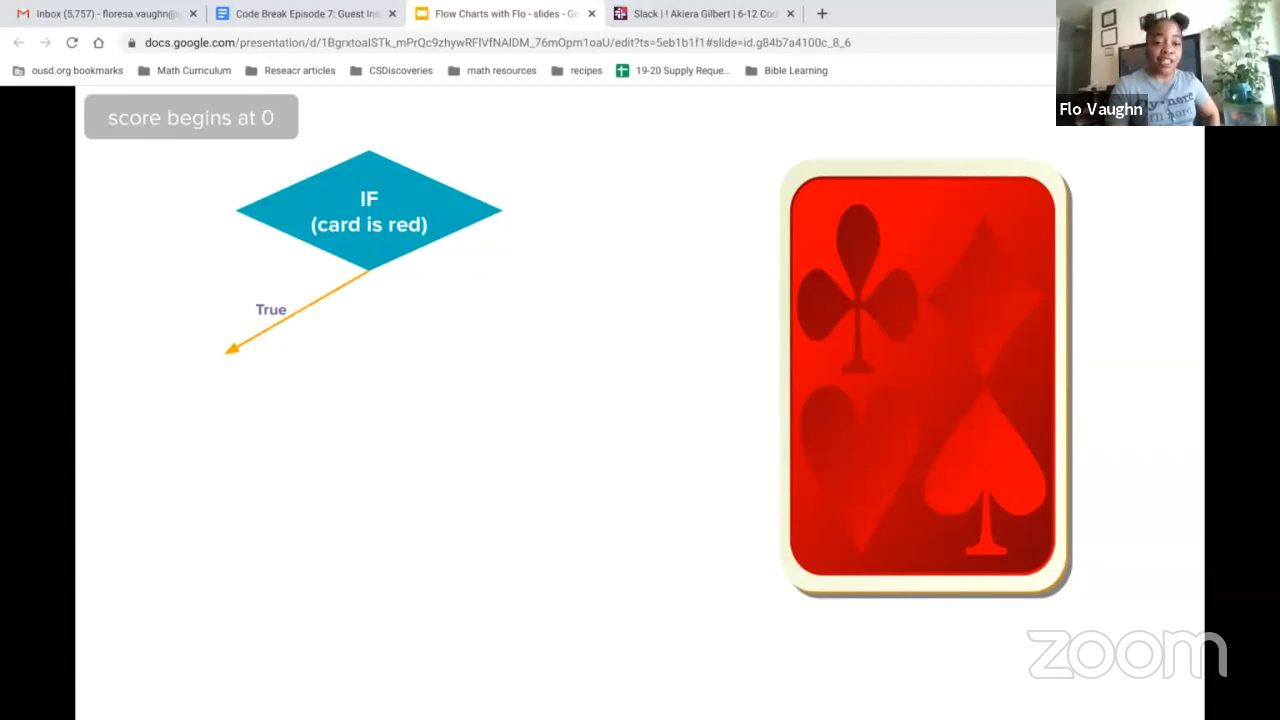 Inbox (5,757) - floresa.vaughn@
Code Break Episode 7: Guest Ins
Flow Charts with Flo - slides - Go
Slack | ! Akiera Gilbert | 6-12 Cod
docs.google.com/presentation/d/1BgrxtoaISTk_mPrQc9zhywRFlVfNAlDM_76mOpm1oaU/edit?ts=5eb1b1f1#slide=id.g84b7a4100c_8_6
ousd.org bookmarks
Math Curriculum
Reseacr articles
CSDiscoveries
math resources
recipes
19-20 Supply Reque...
Bible Learning
Flo Vaughn
score begins at 0
IF
(card is red)
True
zoom